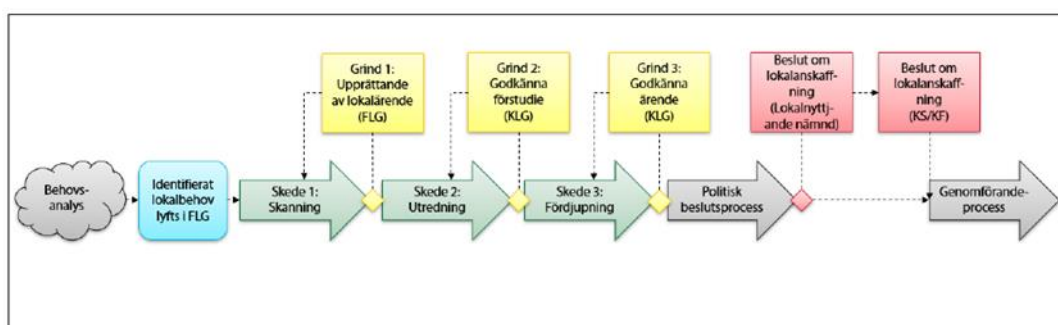 Grind 1:
Upprättande
av lokalärende
(FLG)
Grind 2:
Godkänna
förstudie
(KLG)
Grind 3:
Godkänna
ärende
(KLG)
Beslut om
lokalanskaff-
ning
(Lokalnyttj-
ande nämnd)
Beslut om
lokalanskaff-
ning
(KS/KF)
Behovs-
analys
Identifierat
lokalbehov
lyfts i FLG
Skede 1:
Skanning
Skede 2:
Utredning
Skede 3:
Fördjupning
Politisk
beslutsprocess
Genomförande-
process